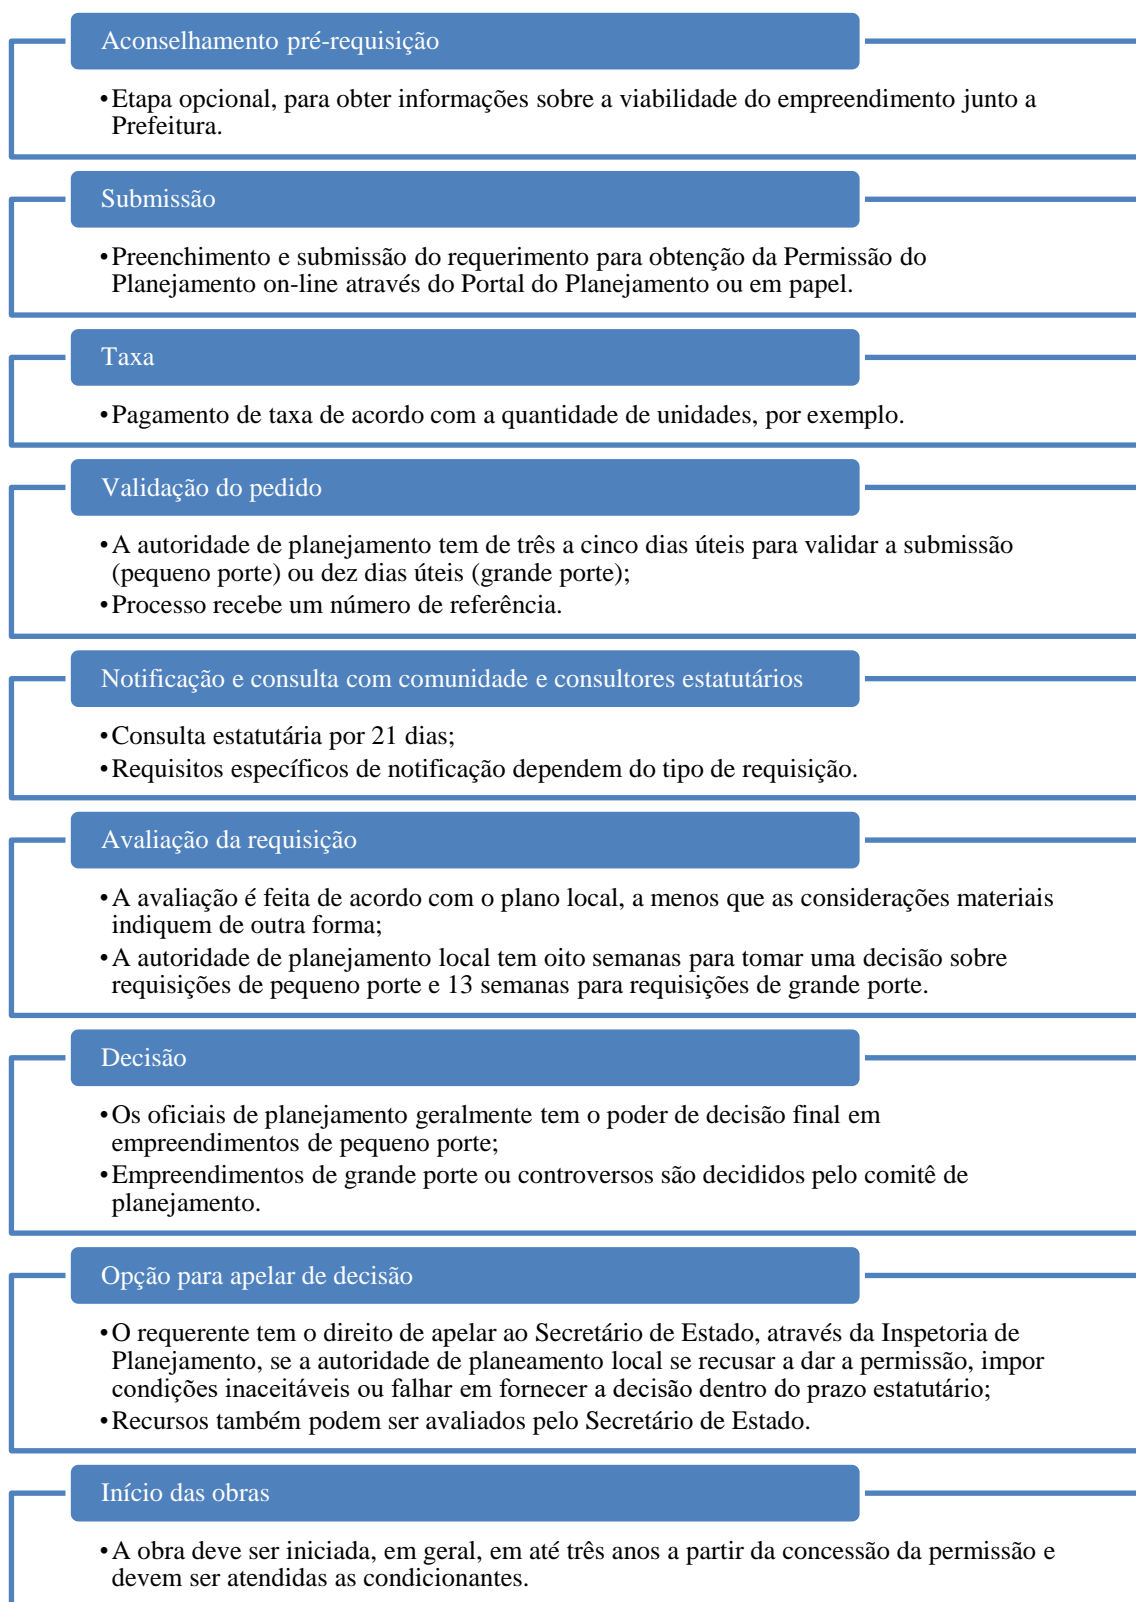 Aconselhamento pré-requisição
•Etapa opcional, para obter informações sobre a viabilidade do empreendimento junto a
Prefeitura.
Submissão
•Preenchimento e submissão do requerimento para obtenção da Permissão do
Planejamento on-line através do Portal do Planejamento ou em papel.
Taxa
•Pagamento de taxa de acordo com a quantidade de unidades, por exemplo.
Validação do pedido
•A autoridade de planejamento tem de três a cinco dias úteis para validar a submissão
(pequeno porte) ou dez dias úteis (grande porte);
•Processo recebe um número de referência.
Notificação e consulta com comunidade e consultores estatutários
•Consulta estatutária por 21 dias;
•Requisitos específicos de notificação dependem do tipo de requisição.
Avaliação da requisição
•A avaliação é feita de acordo com o plano local, a menos que as considerações materiais
indiquem de outra forma;
•A autoridade de planejamento local tem oito semanas para tomar uma decisão sobre
requisições de pequeno porte e 13 semanas para requisições de grande porte.
Decisão
•Os oficiais de planejamento geralmente tem o poder de decisão final em
empreendimentos de pequeno porte;
•Empreendimentos de grande porte ou controversos são decididos pelo comitê de
planejamento.
Opção para apelar de decisão
•O requerente tem o direito de apelar ao Secretário de Estado, através da Inspetoria de
Planejamento, se a autoridade de planeamento local se recusar a dar a permissão, impor
condições inaceitáveis ou falhar em fornecer a decisão dentro do prazo estatutário;
•Recursos também podem ser avaliados pelo Secretário de Estado.
Início das obras
•A obra deve ser iniciada, em geral, em até três anos a partir da concessão da permissão e
devem ser atendidas as condicionantes.